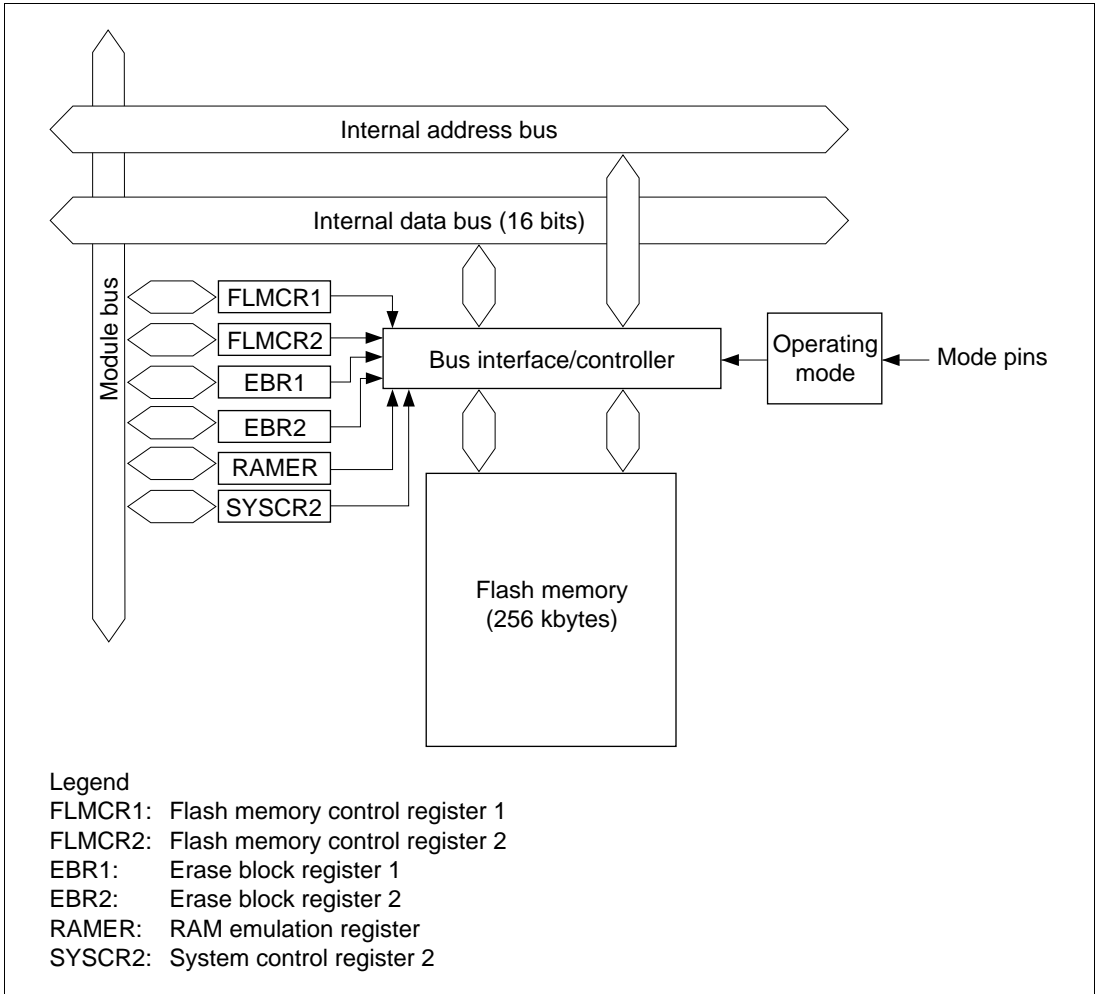 Internal address bus
Internal data bus (16 bits)
Module bus
FLMCR1
FLMCR2
EBR1
EBR2
RAMER
SYSCR2
Bus interface/controller
Operating
mode
Mode pins
Flash memory
(256 kbytes)
Legend
FLMCR1: Flash memory control register 1
FLMCR2: Flash memory control register 2
EBR1: Erase block register 1
EBR2: Erase block register 2
RAMER: RAM emulation register
SYSCR2: System control register 2